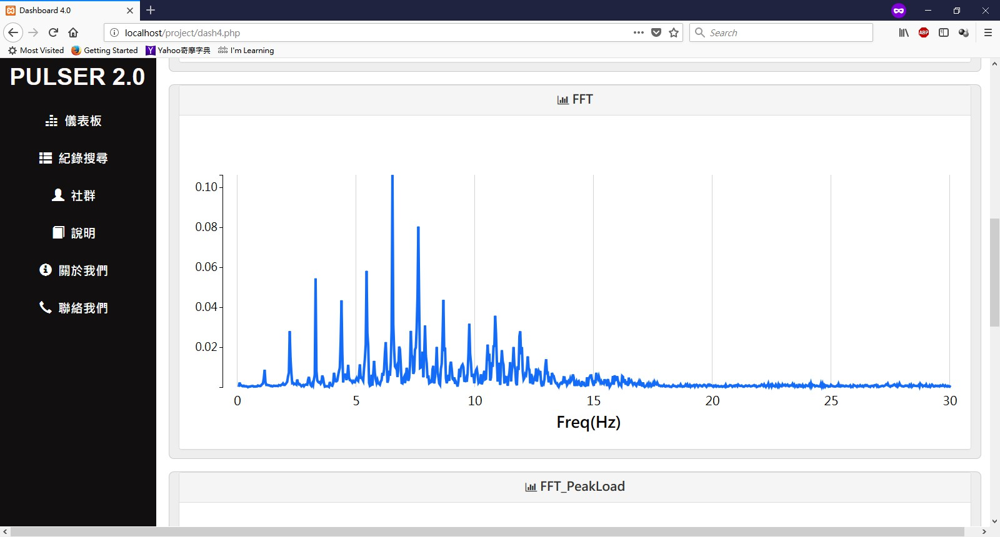 Dashboard 4.0
localhost/project/dash4.php
Search
Most Visited Getting Started Yahoo奇摩字典 I'm Learning
PULSER 2.0
儀表板
紀錄搜尋
社群
說明
關於我們
聯絡我們
FFT
0.10
0.08
0.06
0.04
0.02
0 5 10 15 20 25 30
Freq(Hz)
FFT_PeakLoad